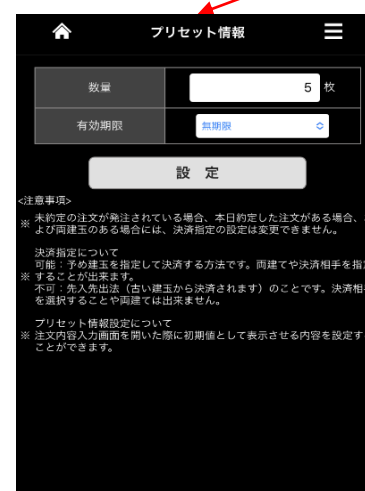 プリセット情報
数量 5 枚
有効期限 無期限
設 定
<注意事項>
未約定の注文が発注されている場合、本日約定した注文がある場合、
※ よび両建玉のある場合には、決済指定の設定は変更できません。
決済指定について
可能：予め建玉を指定して決済する方法です。両建てや決済相手を指
※ することが出来ます。
不可：先入先出法（古い建玉から決済されます）のことです。決済相
を選択することや両建ては出来ません。
プリセット情報設定について
※ 注文内容入力画面を開いた際に初期値として表示させる内容を設定す
ことができます。